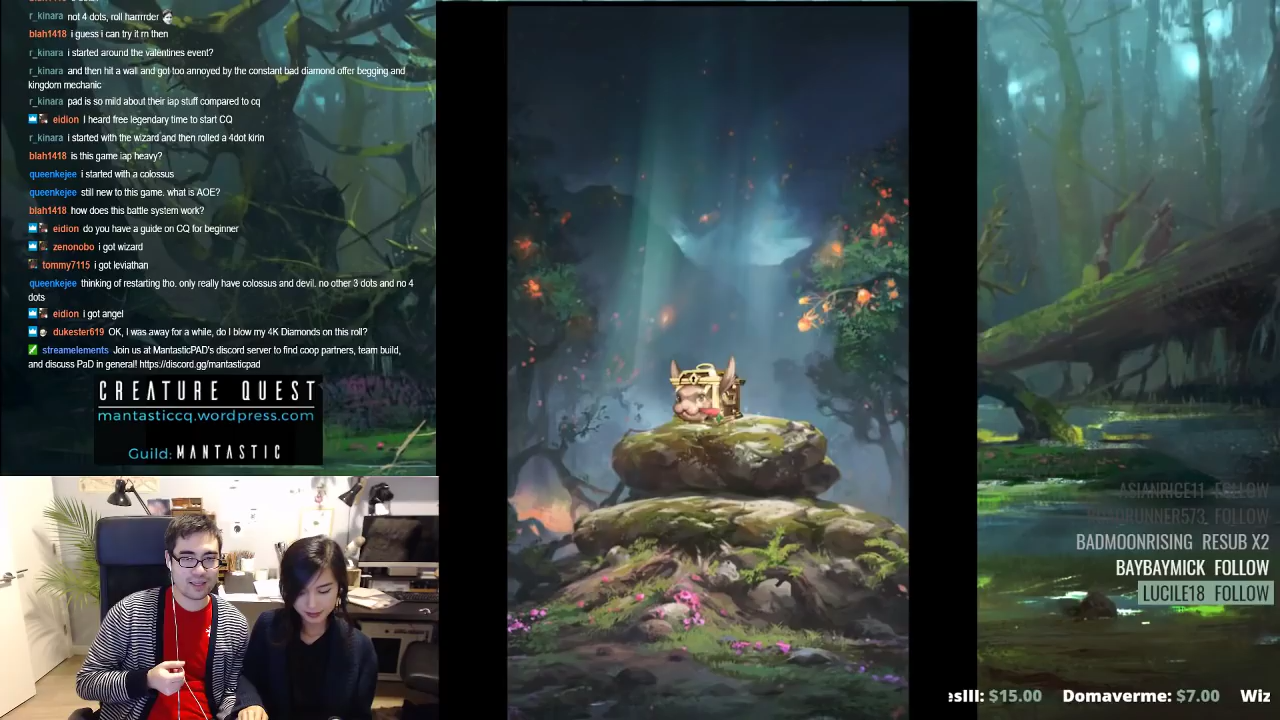 r_kinara not 4 dots, roll harrrrder
blah1418 i guess i can try it rn then
r_kinara i started around the valentines event?
r_kinara and then hit a wall and got too annoyed by the constant bad diamond offer begging and
kingdom mechanic
r_kinara pad is so mild about their iap stuff compared to cq
eidion I heard free legendary time to start CQ
r_kinara i started with the wizard and then rolled a 4dot kirin
blah1418 is this game iap heavy?
queenkejee i started with a colossus
queenkejee still new to this game. what is AOE?
blah1418 how does this battle system work?
eidion do you have a guide on CQ for beginner
zenonobo i got wizard
tommy7115 i got leviathan
queenkejee thinking of restarting tho. only really have colossus and devil. no other 3 dots and no 4
dots
eidion i got angel
dukester619 OK, I was away for a while, do I blow my 4K Diamonds on this roll?
streamelements Join us at MantasticPAD's discord server to find coop partners, team build,
and discuss PaD in general! https://discord.gg/mantasticpad
CREATURE QUEST
mantasticcq.wordpress.com
Guild: MANTASTIC
ASIANRICE11 FOLLOW
FOLLOW
BADMOONRISING RESUB X2
BAYBAYMICK FOLLOW
LUCILE18 FOLLOW
$15.00 Domaverme: $7.00 Wiz